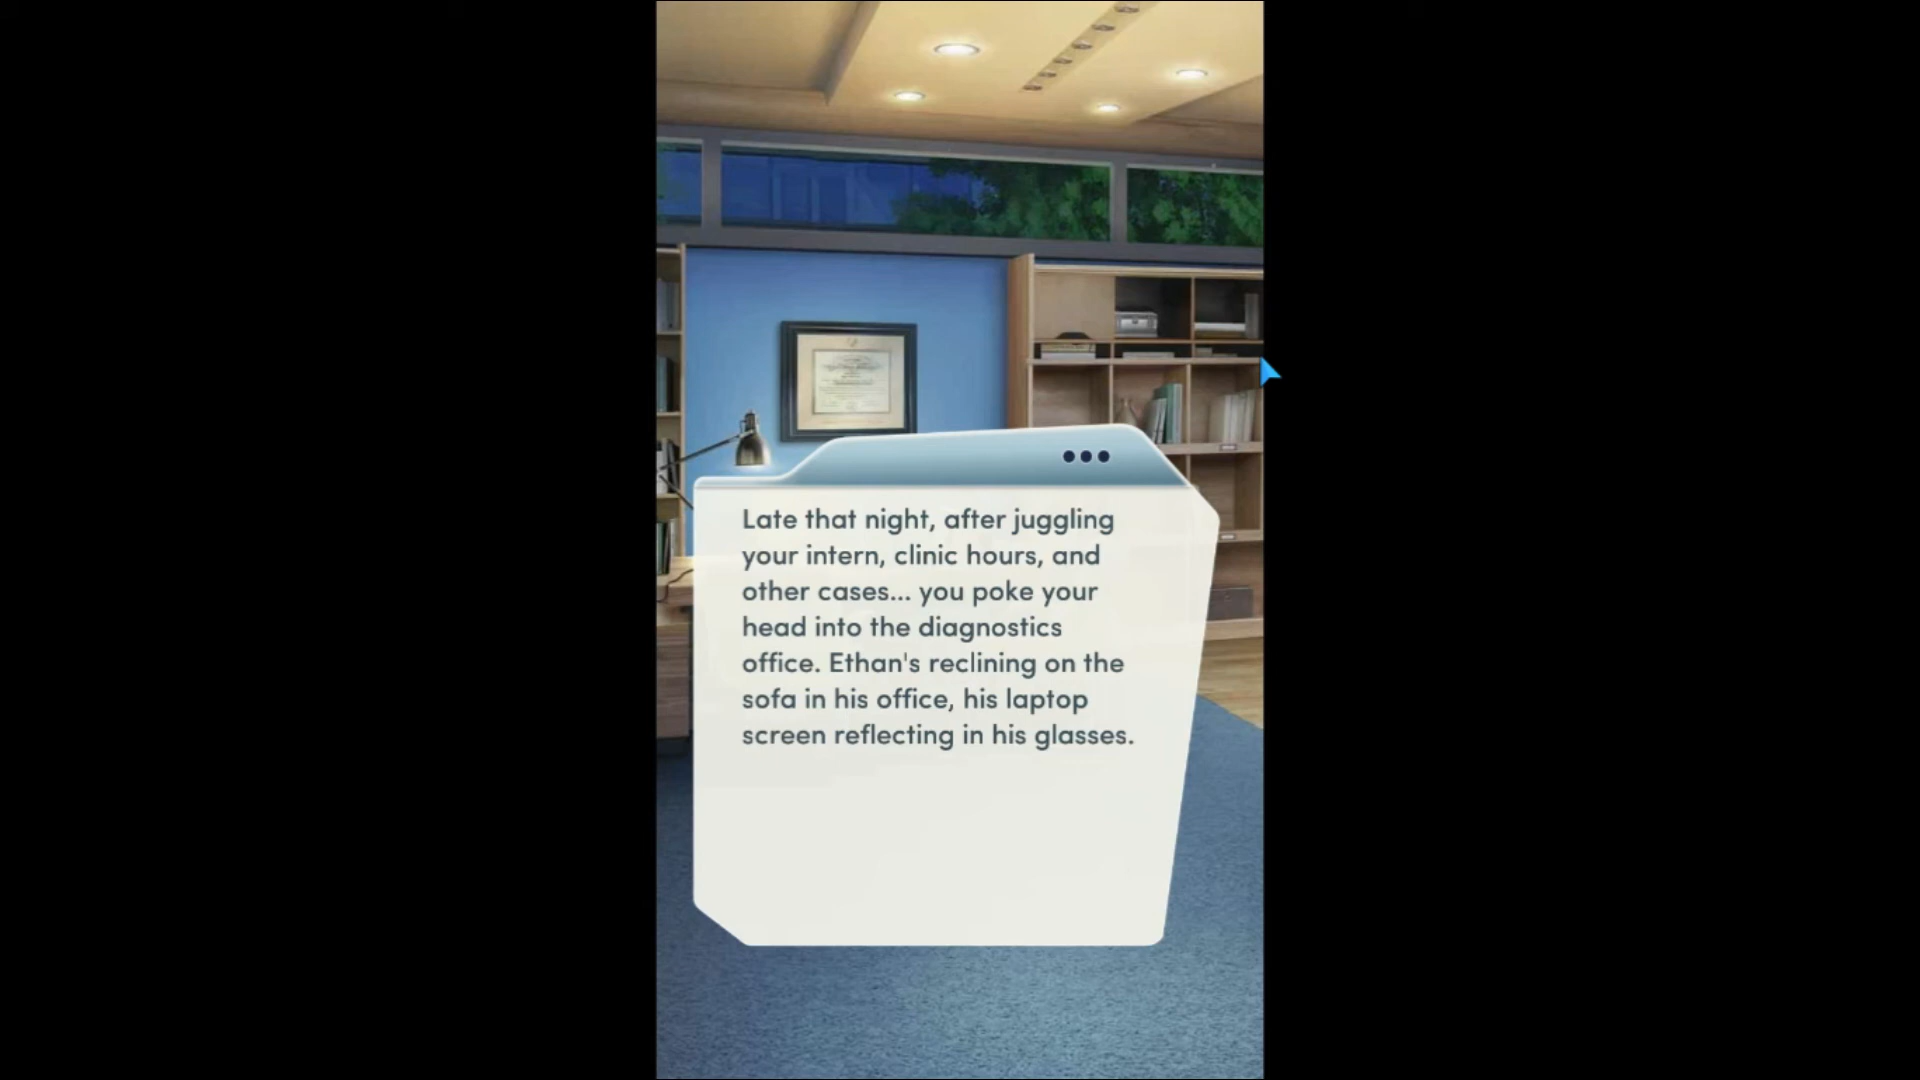 Late that night, after juggling
your intern, clinic hours, and
other cases... you poke your
head into the diagnostics
office. Ethan's reclining on the
sofa in his office, his laptop
screen reflecting in his glasses.